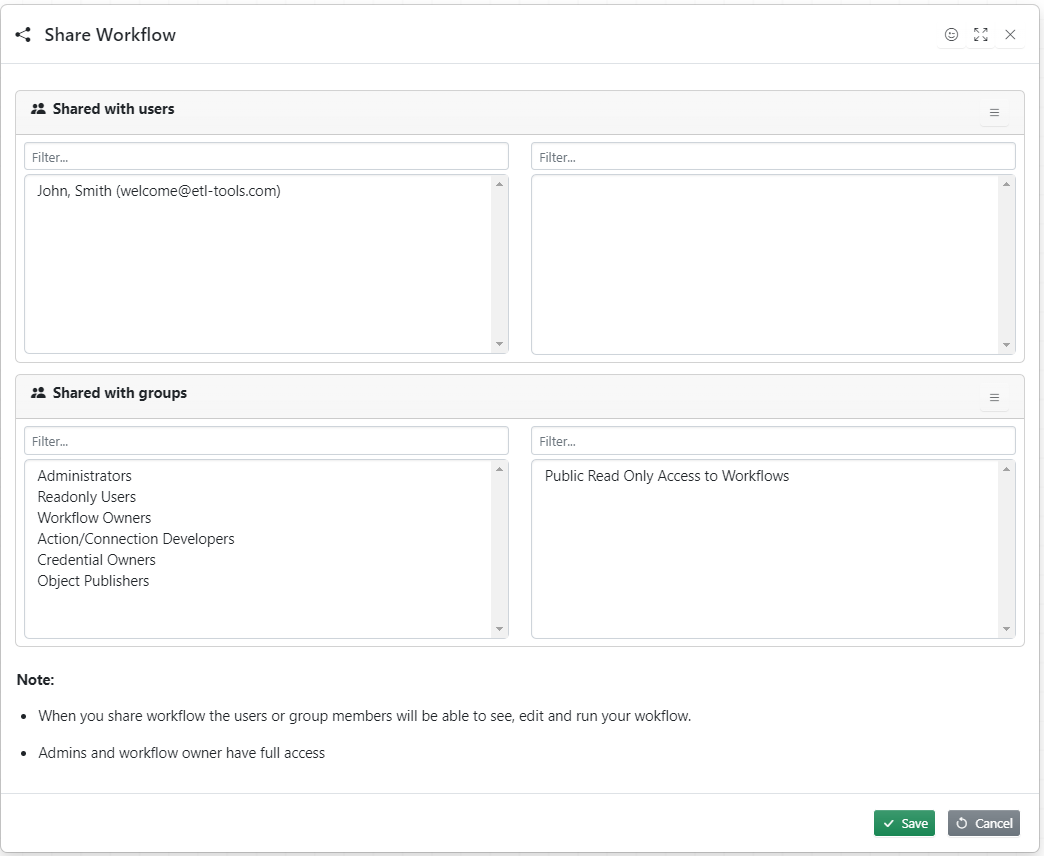 Share Workflow
Shared with users
Filter...
Filter...
John, Smith (welcome@etl-tools.com)
Shared with groups
Filter...
Filter...
Administrators
Readonly Users
Workflow Owners
Action/Connection Developers
Credential Owners
Object Publishers
Public Read Only Access to Workflows
Note:
When you share workflow the users or group members will be able to see, edit and run your wokflow.
Admins and workflow owner have full access
Save
Cancel